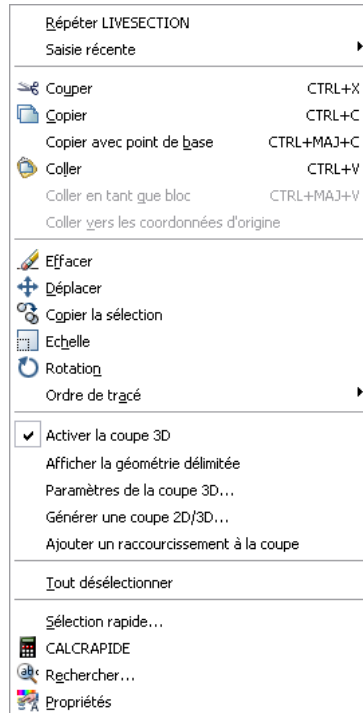 Répéter LIVESECTION
Saisie récente
Couper CTRL+X
Copier CTRL+C
Copier avec point de base CTRL+MAJ+C
Coller CTRL+V
Coller en tant que bloc CTRL+MAJ+V
Coller vers les coordonnées d'origine
Effacer
Déplacer
Copier la sélection
Echelle
Rotation
Ordre de tracé
Activer la coupe 3D
Afficher la géométrie délimitée
Paramètres de la coupe 3D...
Générer une coupe 2D/3D...
Ajouter un raccourcissement à la coupe
Tout désélectionner
Sélection rapide...
CALCRAPIDE
Rechercher...
Propriétés